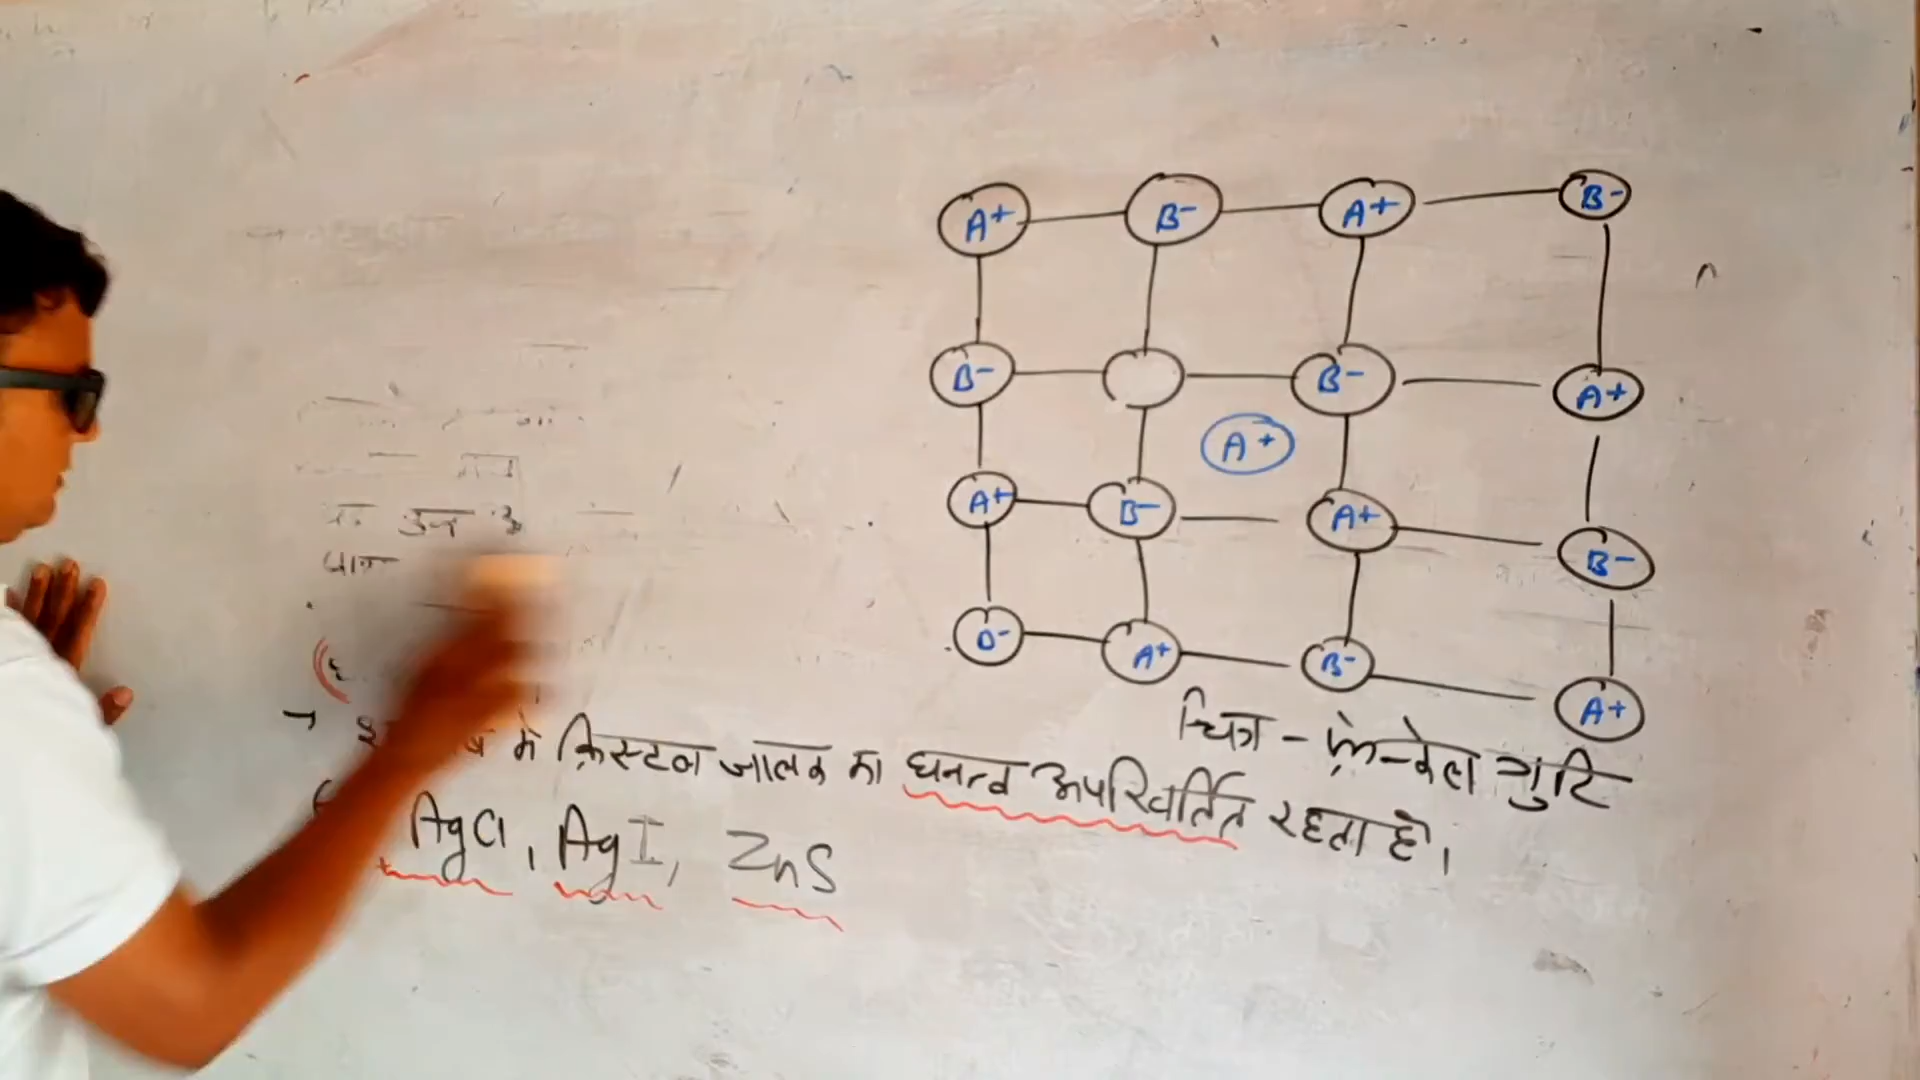 A+ B- A+ B-
B- B- A+
A+
A+ B- A+ B-
B- A+ B- A+
चित्र - फ्रेन्केल त्रुटि
→ में क्रिस्टल जालक का घनत्व अपरिवर्तित रहता है।
AgCl, AgI, ZnS